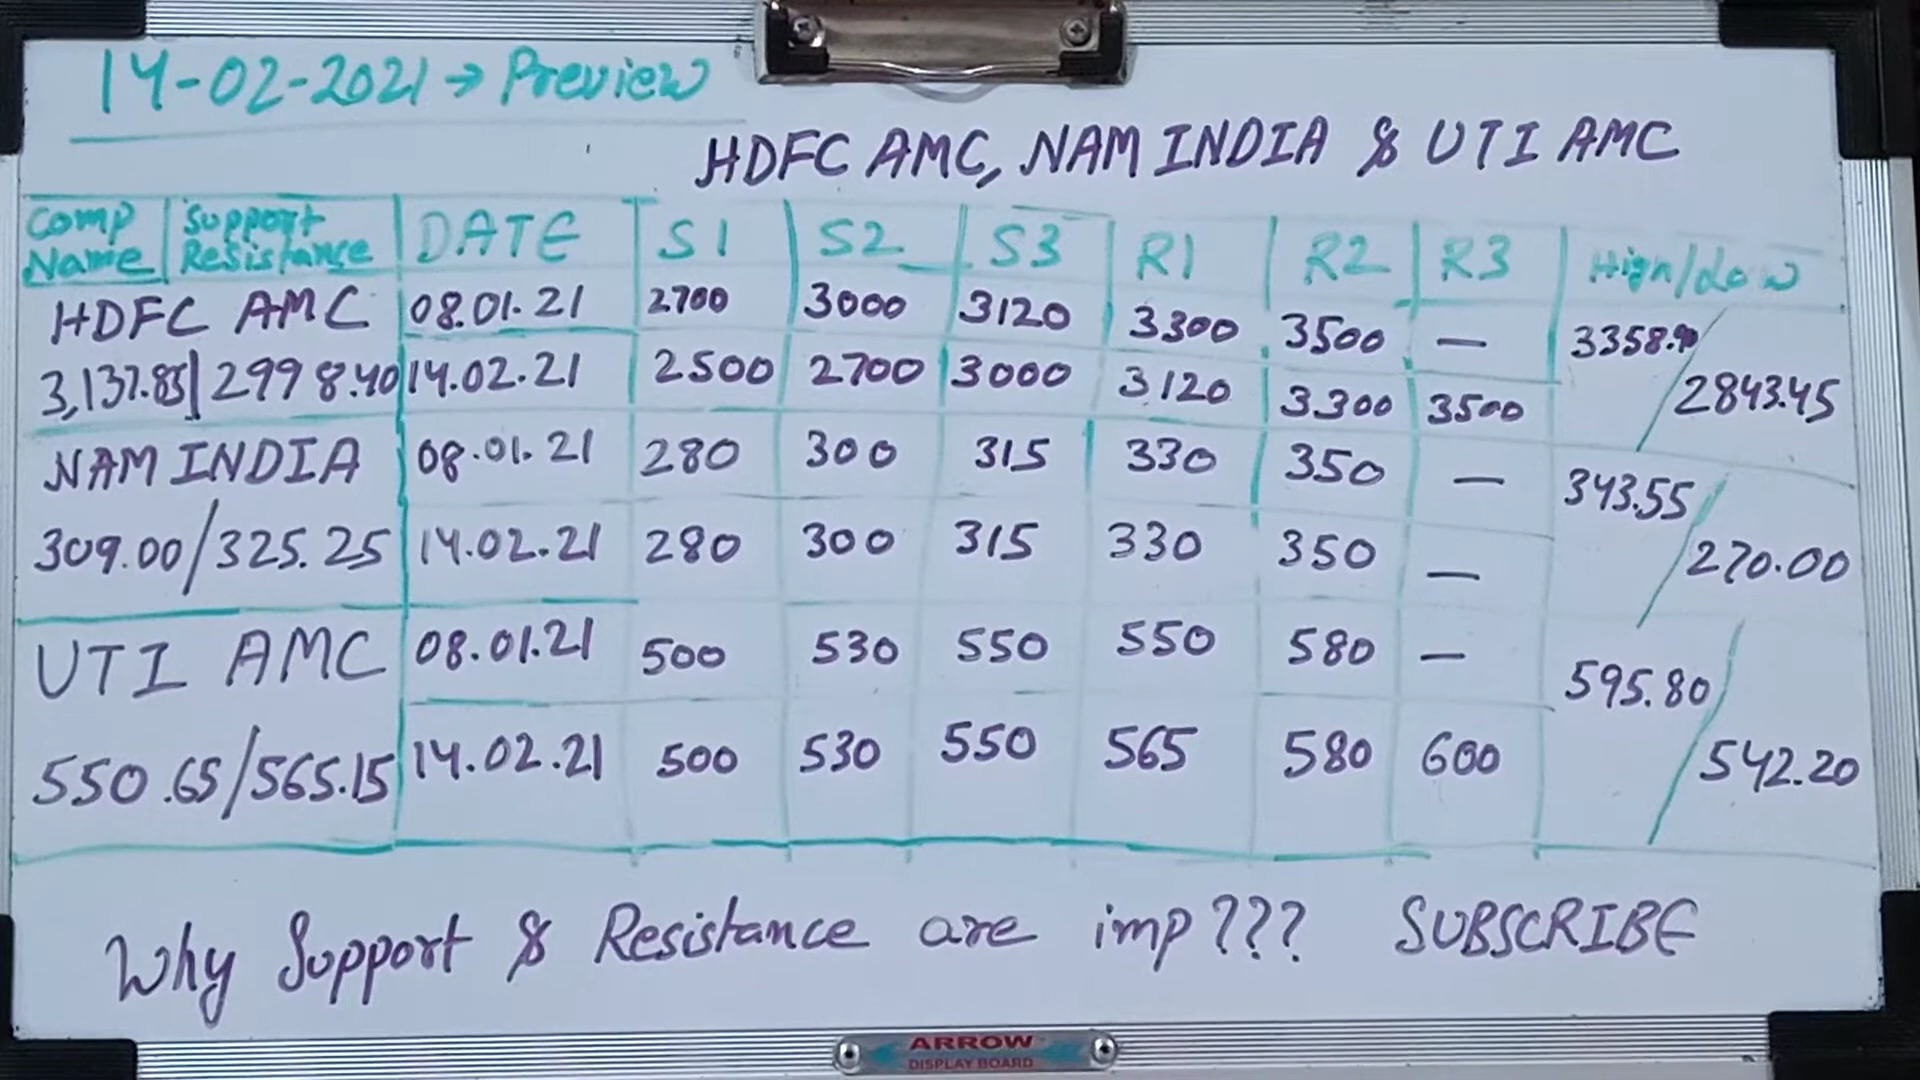 14-02-2021 → Preview
HDFC AMC, NAM INDIA & UTI AMC
Comp Name | Support Resistance | DATE | S1 | S2 | S3 | R1 | R2 | R3 | High/Low
HDFC AMC 08.01.21 2700 3000 3120 3300 3500 — 3358.90/
3,137.85|2998.40 14.02.21 2500 2700 3000 3120 3300 3500 2843.45
NAM INDIA 08.01.21 280 300 315 330 350 — 343.55/
309.00/325.25 14.02.21 280 300 315 330 350 — 270.00
UTI AMC 08.01.21 500 530 550 550 580 — 595.80/
550.65/565.15 14.02.21 500 530 550 565 580 600 542.20
Why Support & Resistance are imp??? SUBSCRIBE
ARROW
DISPLAY BOARD